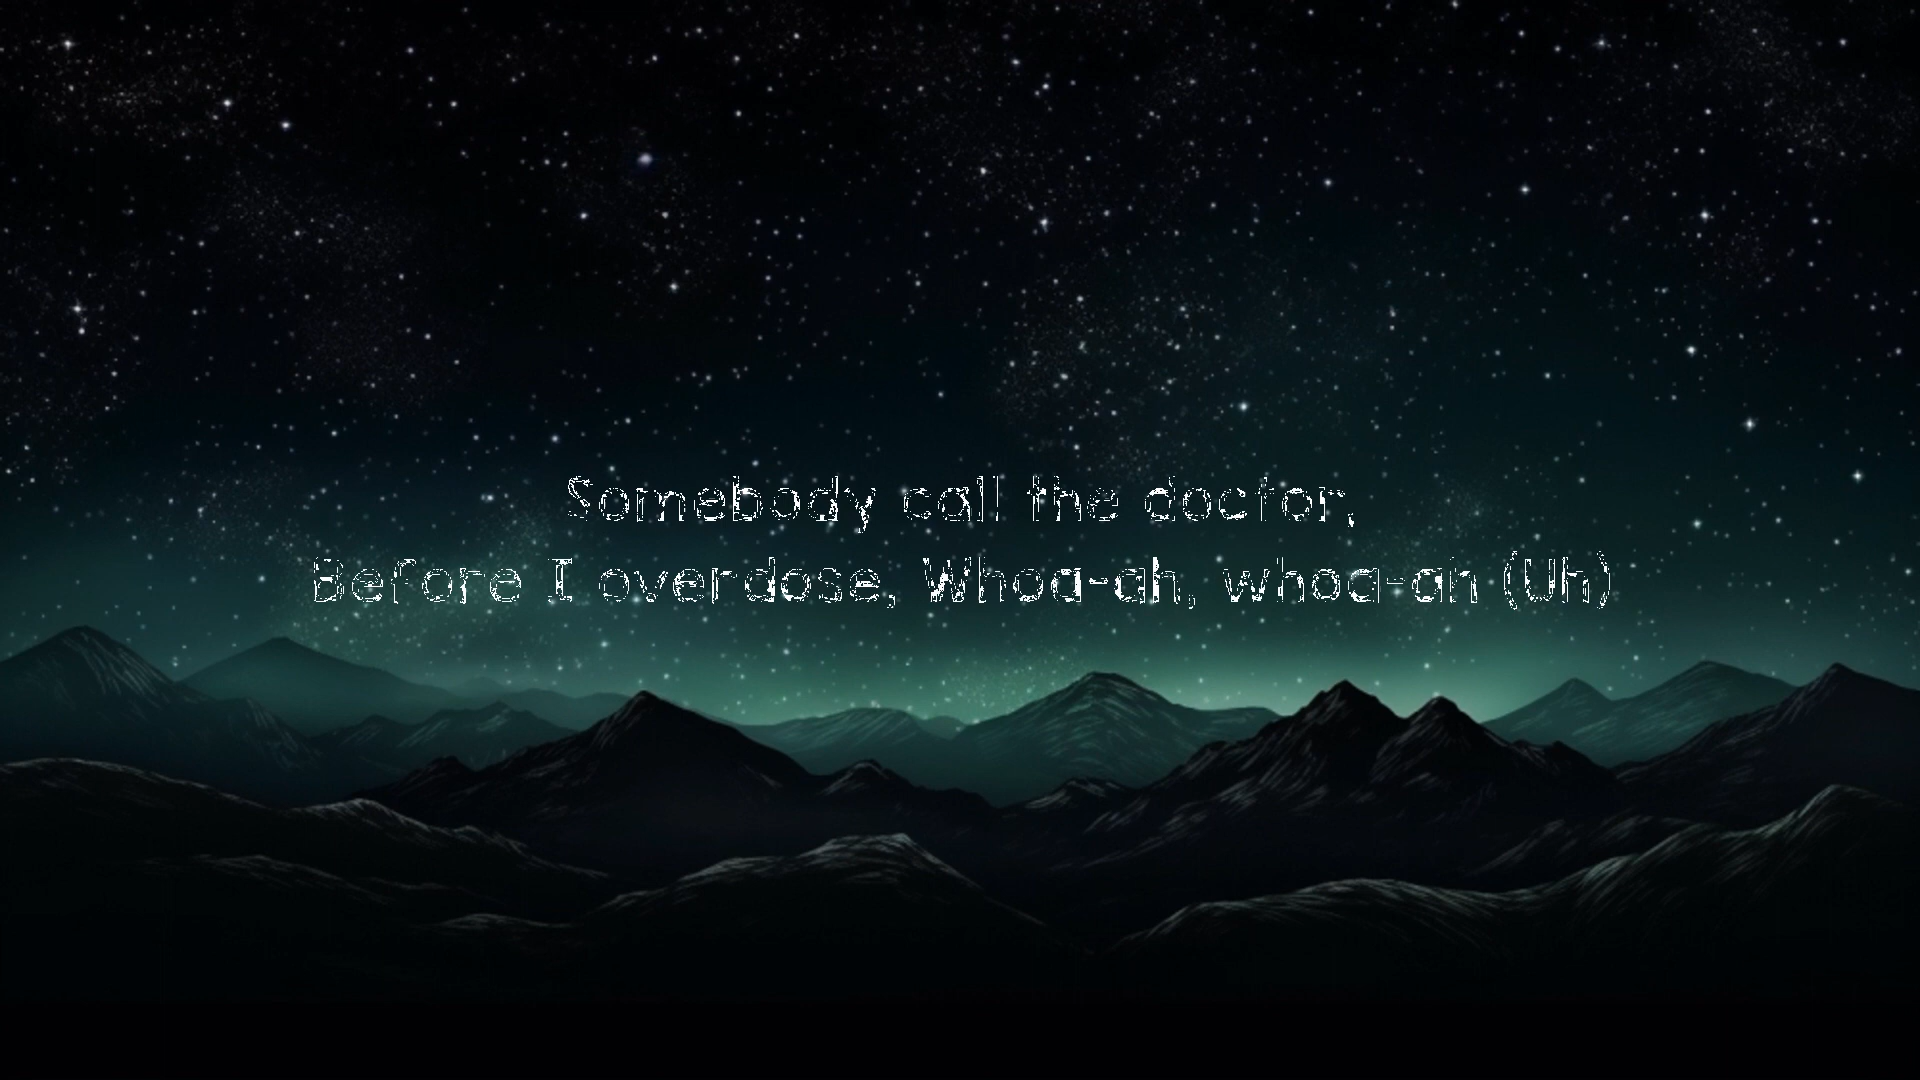 Somebody call the doctor,
Before I overdose, Whoa-ah, whoa-ah (Uh)